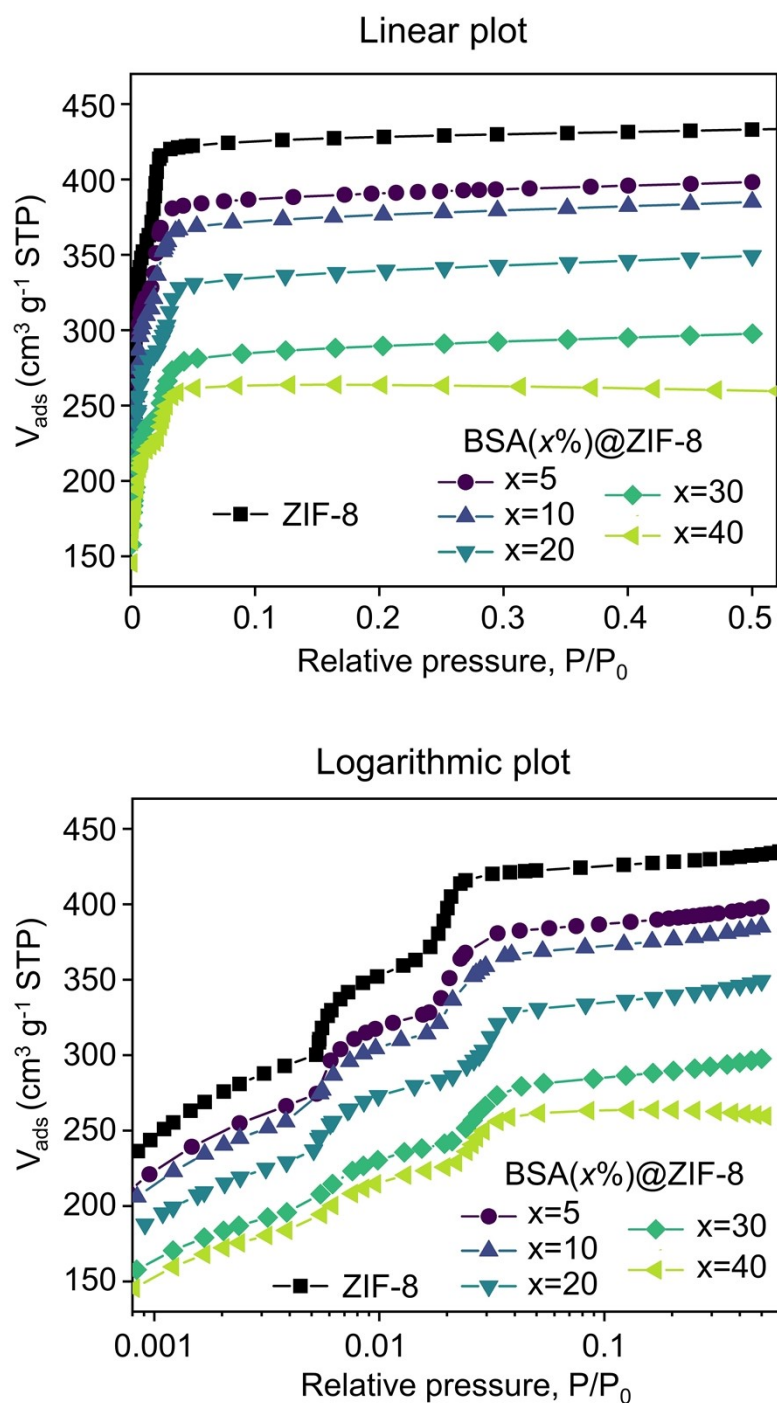 Linear plot
450
400
350
300
250
200
150
V_ads (cm³ g⁻¹ STP)
BSA(x%)@ZIF-8
ZIF-8
x=5
x=10
x=20
x=30
x=40
0 0.1 0.2 0.3 0.4 0.5
Relative pressure, P/P₀
Logarithmic plot
450
400
350
300
250
200
150
V_ads (cm³ g⁻¹ STP)
BSA(x%)@ZIF-8
ZIF-8
x=5
x=10
x=20
x=30
x=40
0.001 0.01 0.1
Relative pressure, P/P₀